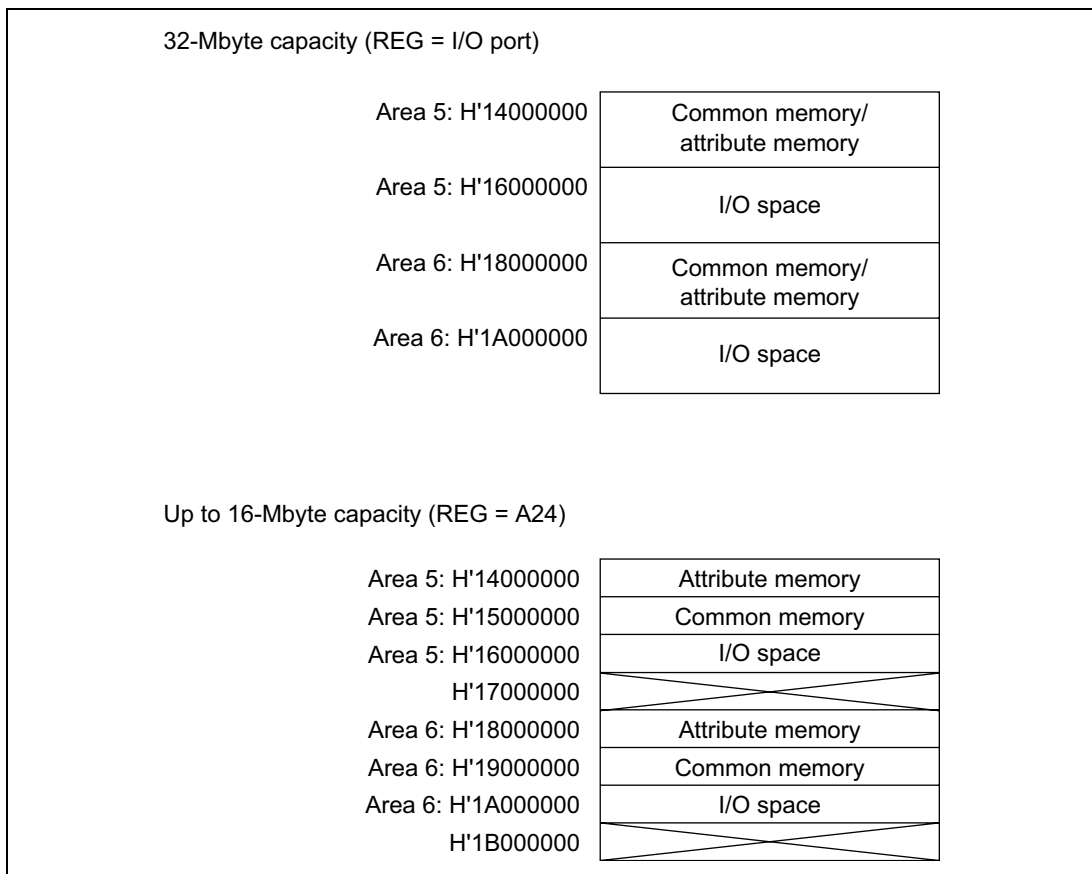 32-Mbyte capacity (REG = I/O port)
Area 5: H'14000000
Common memory/
attribute memory
Area 5: H'16000000
I/O space
Area 6: H'18000000
Common memory/
attribute memory
Area 6: H'1A000000
I/O space
Up to 16-Mbyte capacity (REG = A24)
Area 5: H'14000000 Attribute memory
Area 5: H'15000000 Common memory
Area 5: H'16000000 I/O space
H'17000000
Area 6: H'18000000 Attribute memory
Area 6: H'19000000 Common memory
Area 6: H'1A000000 I/O space
H'1B000000